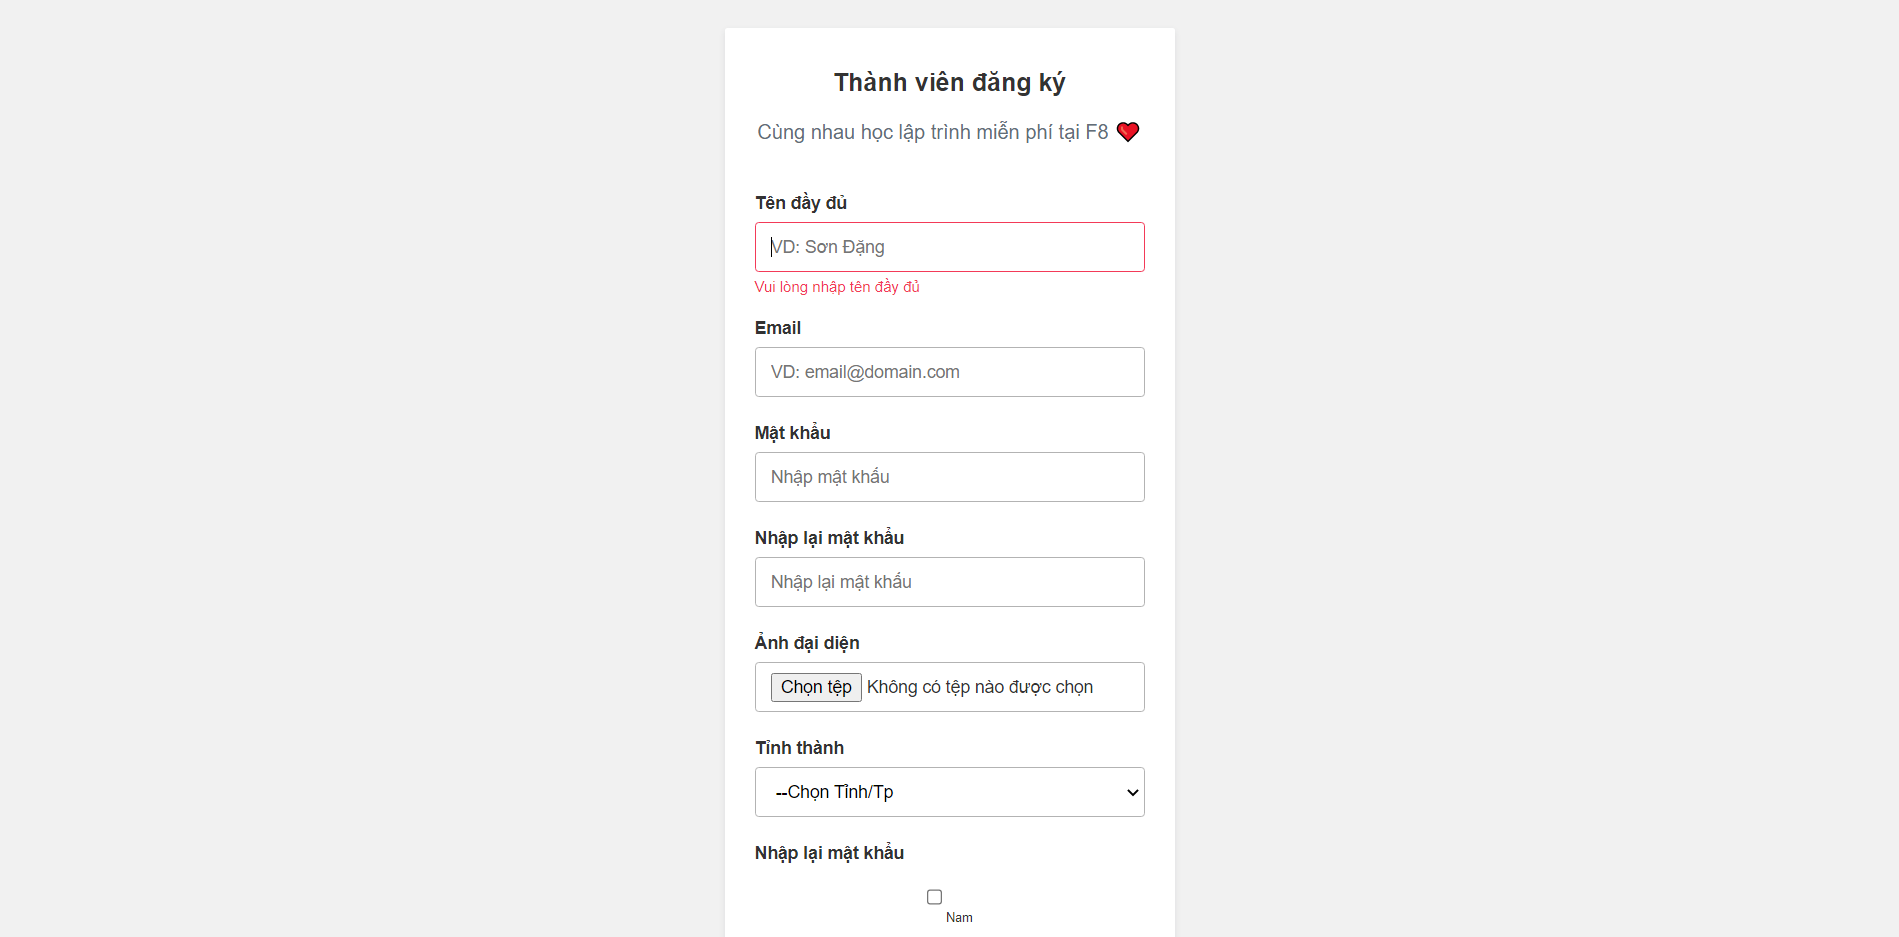 Thành viên đăng ký
Cùng nhau học lập trình miễn phí tại F8 ❤️
Tên đầy đủ
VD: Sơn Đặng
Vui lòng nhập tên đầy đủ
Email
VD: email@domain.com
Mật khẩu
Nhập mật khẩu
Nhập lại mật khẩu
Nhập lại mật khẩu
Ảnh đại diện
Chọn tệp Không có tệp nào được chọn
Tỉnh thành
--Chọn Tỉnh/Tp
Nhập lại mật khẩu
Nam